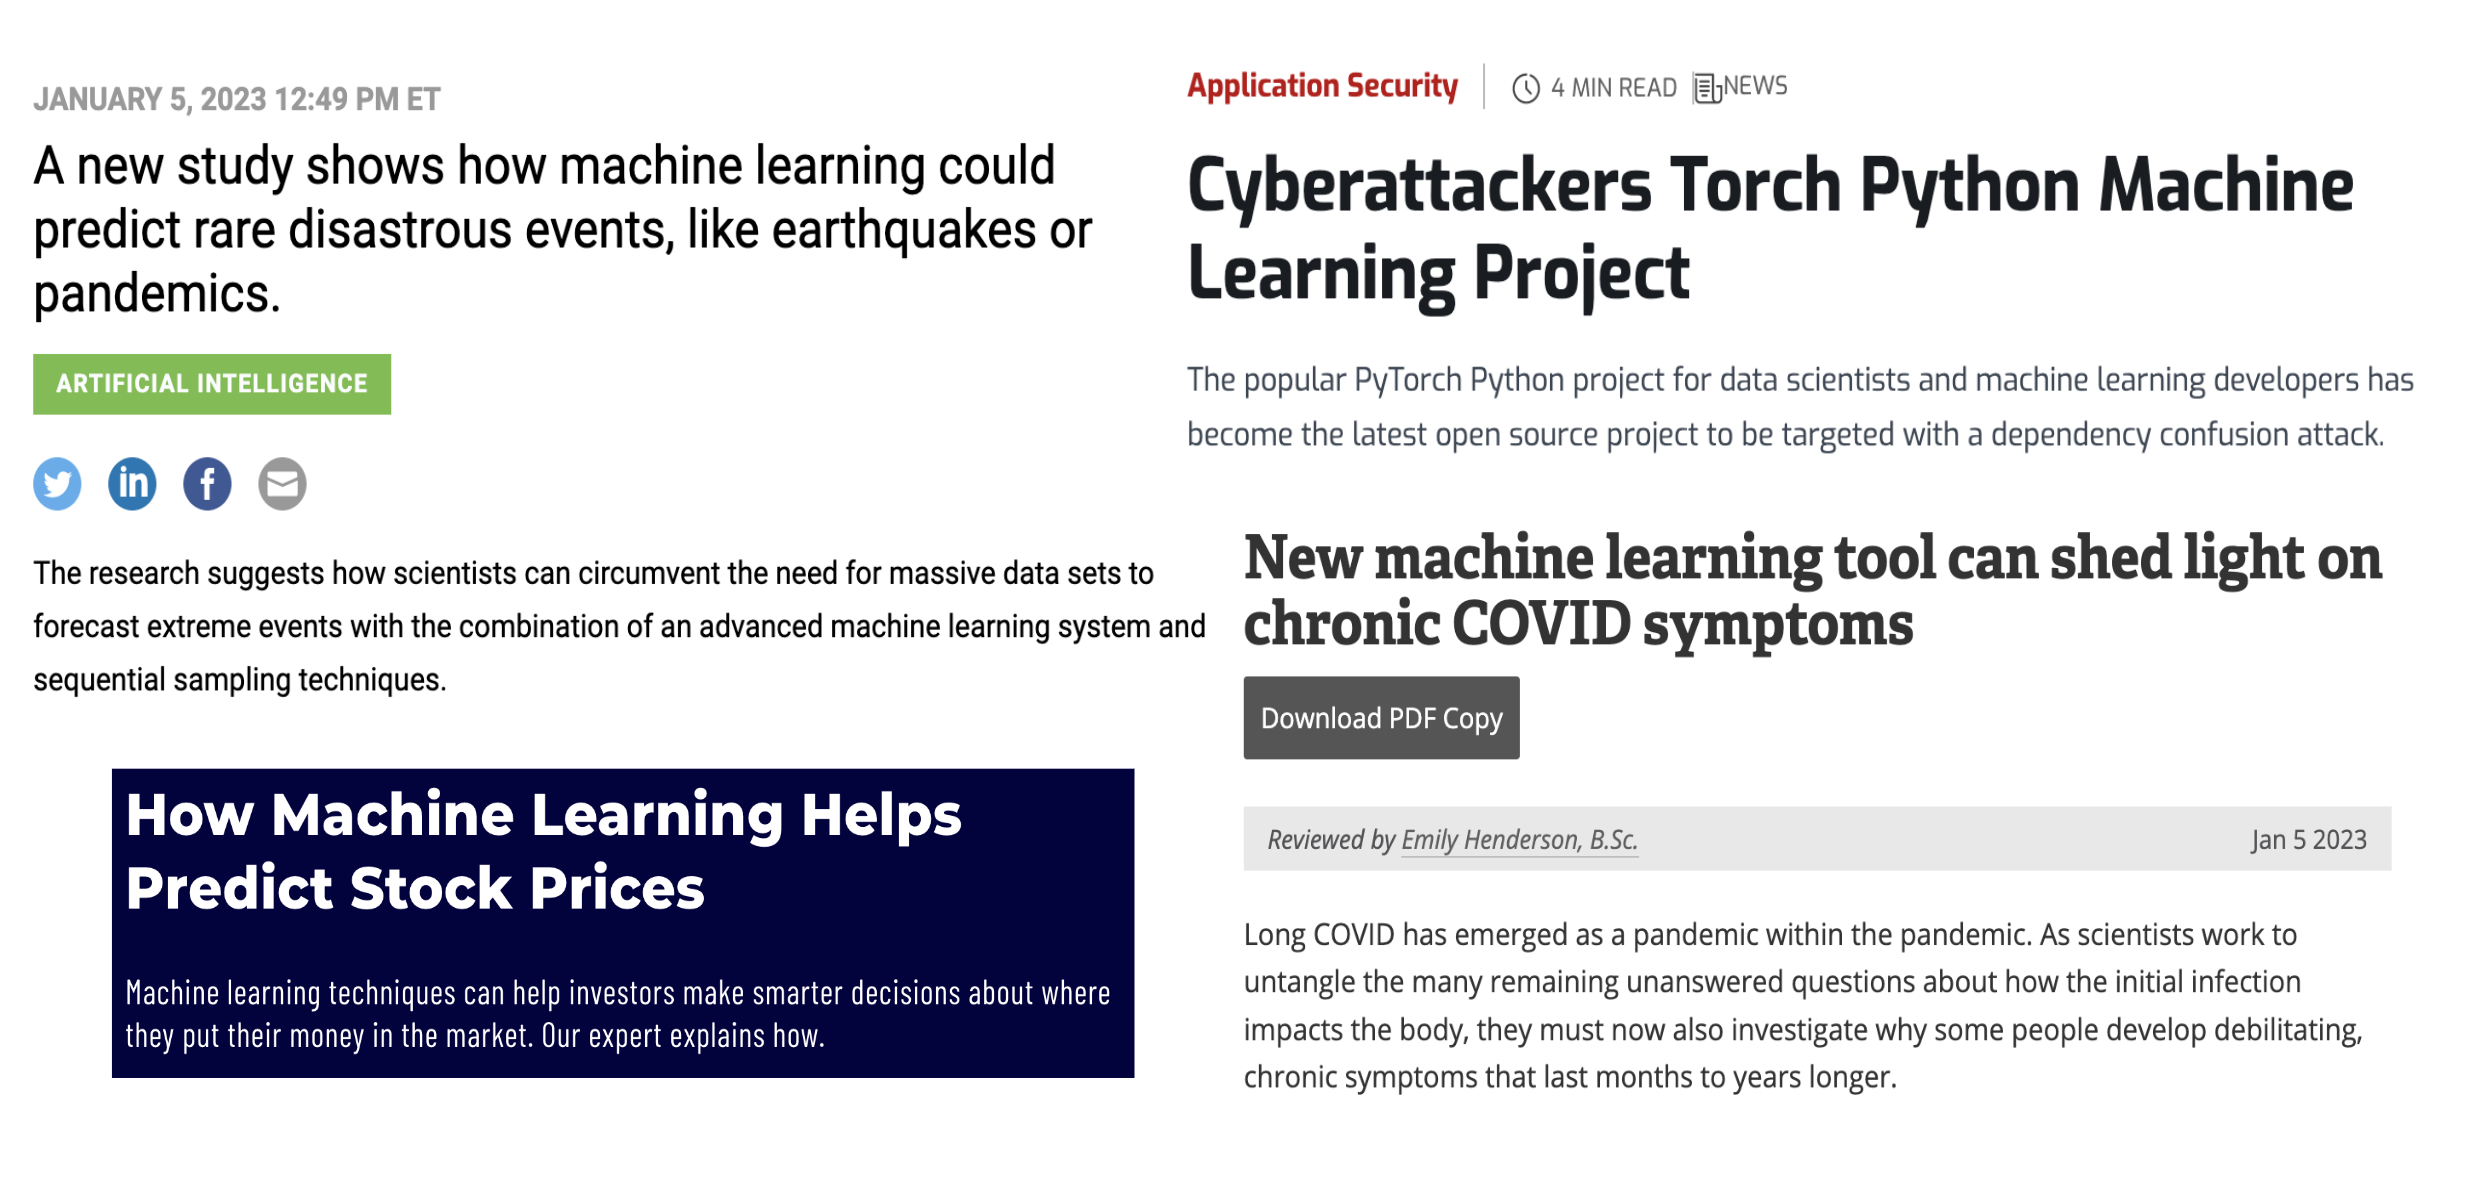 JANUARY 5, 2023 12:49 PM ET
A new study shows how machine learning could
predict rare disastrous events, like earthquakes or
pandemics.
ARTIFICIAL INTELLIGENCE
in f
The research suggests how scientists can circumvent the need for massive data sets to
forecast extreme events with the combination of an advanced machine learning system and
sequential sampling techniques.
How Machine Learning Helps
Predict Stock Prices
Machine learning techniques can help investors make smarter decisions about where
they put their money in the market. Our expert explains how.
Application Security 4 MIN READ NEWS
Cyberattackers Torch Python Machine
Learning Project
The popular PyTorch Python project for data scientists and machine learning developers has
become the latest open source project to be targeted with a dependency confusion attack.
New machine learning tool can shed light on
chronic COVID symptoms
Download PDF Copy
Reviewed by Emily Henderson, B.Sc. Jan 5 2023
Long COVID has emerged as a pandemic within the pandemic. As scientists work to
untangle the many remaining unanswered questions about how the initial infection
impacts the body, they must now also investigate why some people develop debilitating,
chronic symptoms that last months to years longer.